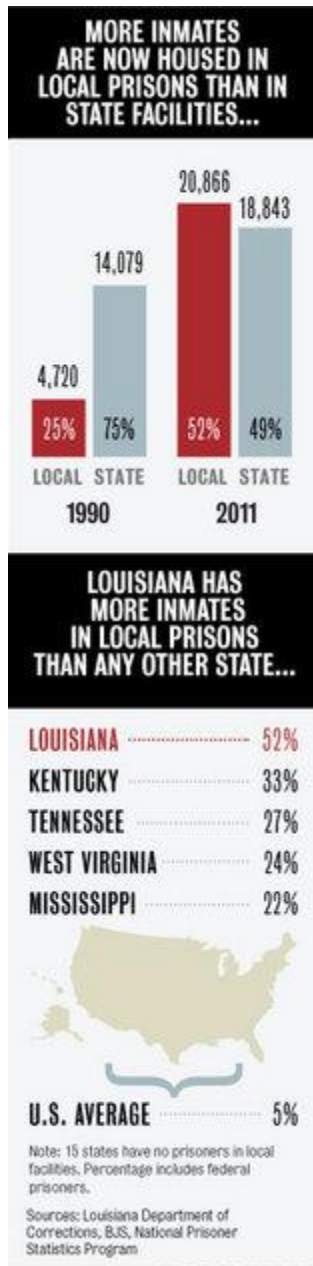 MORE INMATES
ARE NOW HOUSED IN
LOCAL PRISONS THAN IN
STATE FACILITIES...
20,866
18,843
14,079
4,720
25% 75% 52% 49%
LOCAL STATE LOCAL STATE
1990 2011
LOUISIANA HAS
MORE INMATES
IN LOCAL PRISONS
THAN ANY OTHER STATE...
LOUISIANA 52%
KENTUCKY 33%
TENNESSEE 27%
WEST VIRGINIA 24%
MISSISSIPPI 22%
U.S. AVERAGE 5%
Note: 15 states have no prisoners in local
facilities. Percentage includes federal
prisoners.
Sources: Louisiana Department of
Corrections, BJS, National Prisoner
Statistics Program